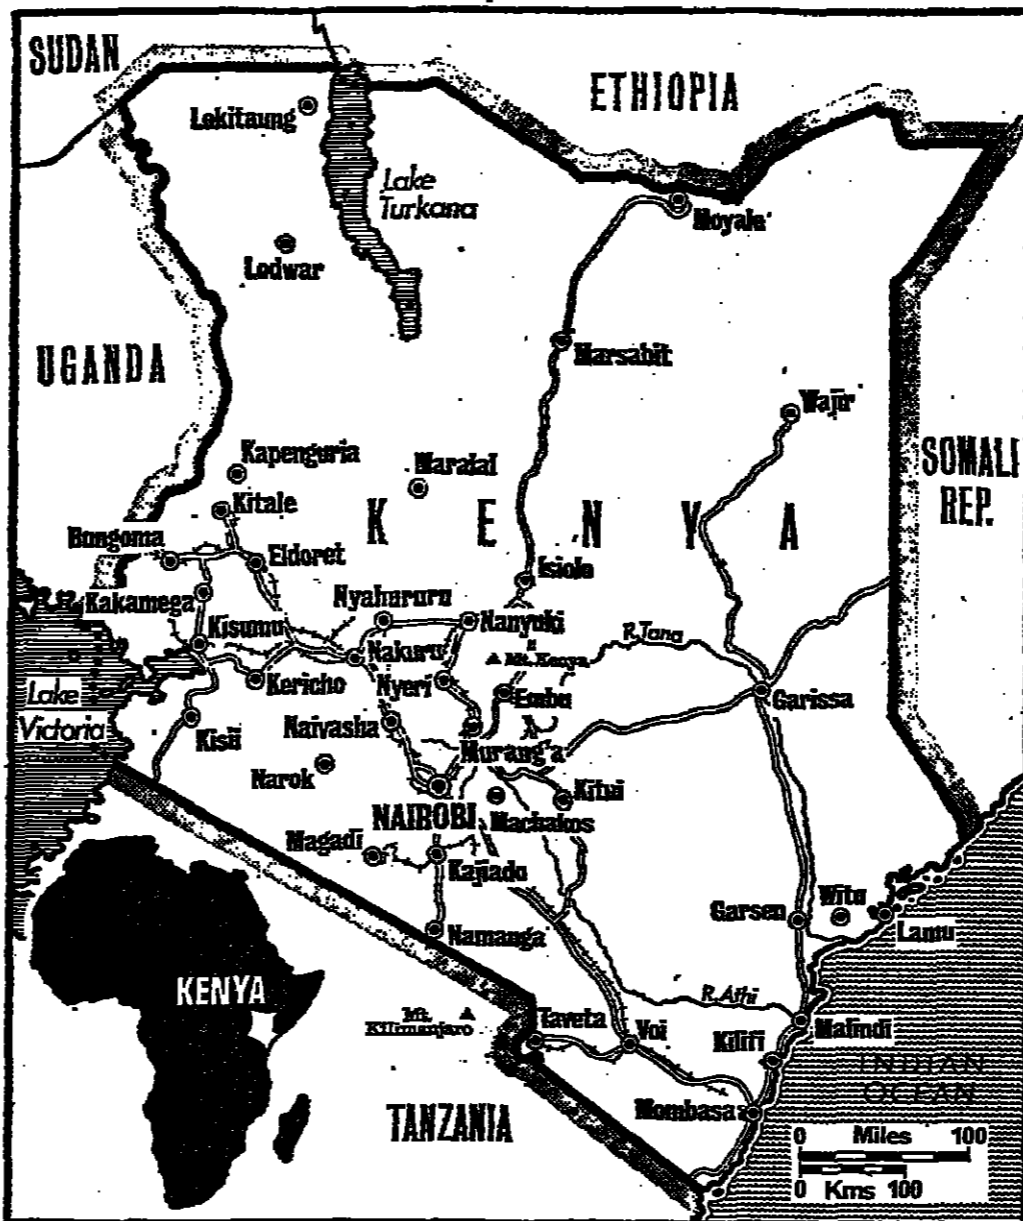 SUDAN
ETHIOPIA
Lokitaung
Lake
Turkana
Moyale
Lodwar
UGANDA
Marsabit
Wajir
SOMALI
REP.
Kapenguria
Maralal
Kitale
KENYA
Bungoma
Eldoret
Isiolo
Kakamega
Nyahururu
Nanyuki
Kisumu
R.Tana
Nakuru
Mt. Kenya
Lake
Victoria
Kericho
Nyeri
Embu
Garissa
Kisii
Naivasha
Murang'a
Narok
Kitui
NAIROBI
Machakos
Magadi
Kajiado
Witu
Garsen
Lamu
Namanga
KENYA
R.Athi
Mt.
Kilimanjaro
Taveta
Voi
Malindi
Kilifi
INDIAN
OCEAN
Mombasa
TANZANIA
0 Miles 100
0 Kms 100